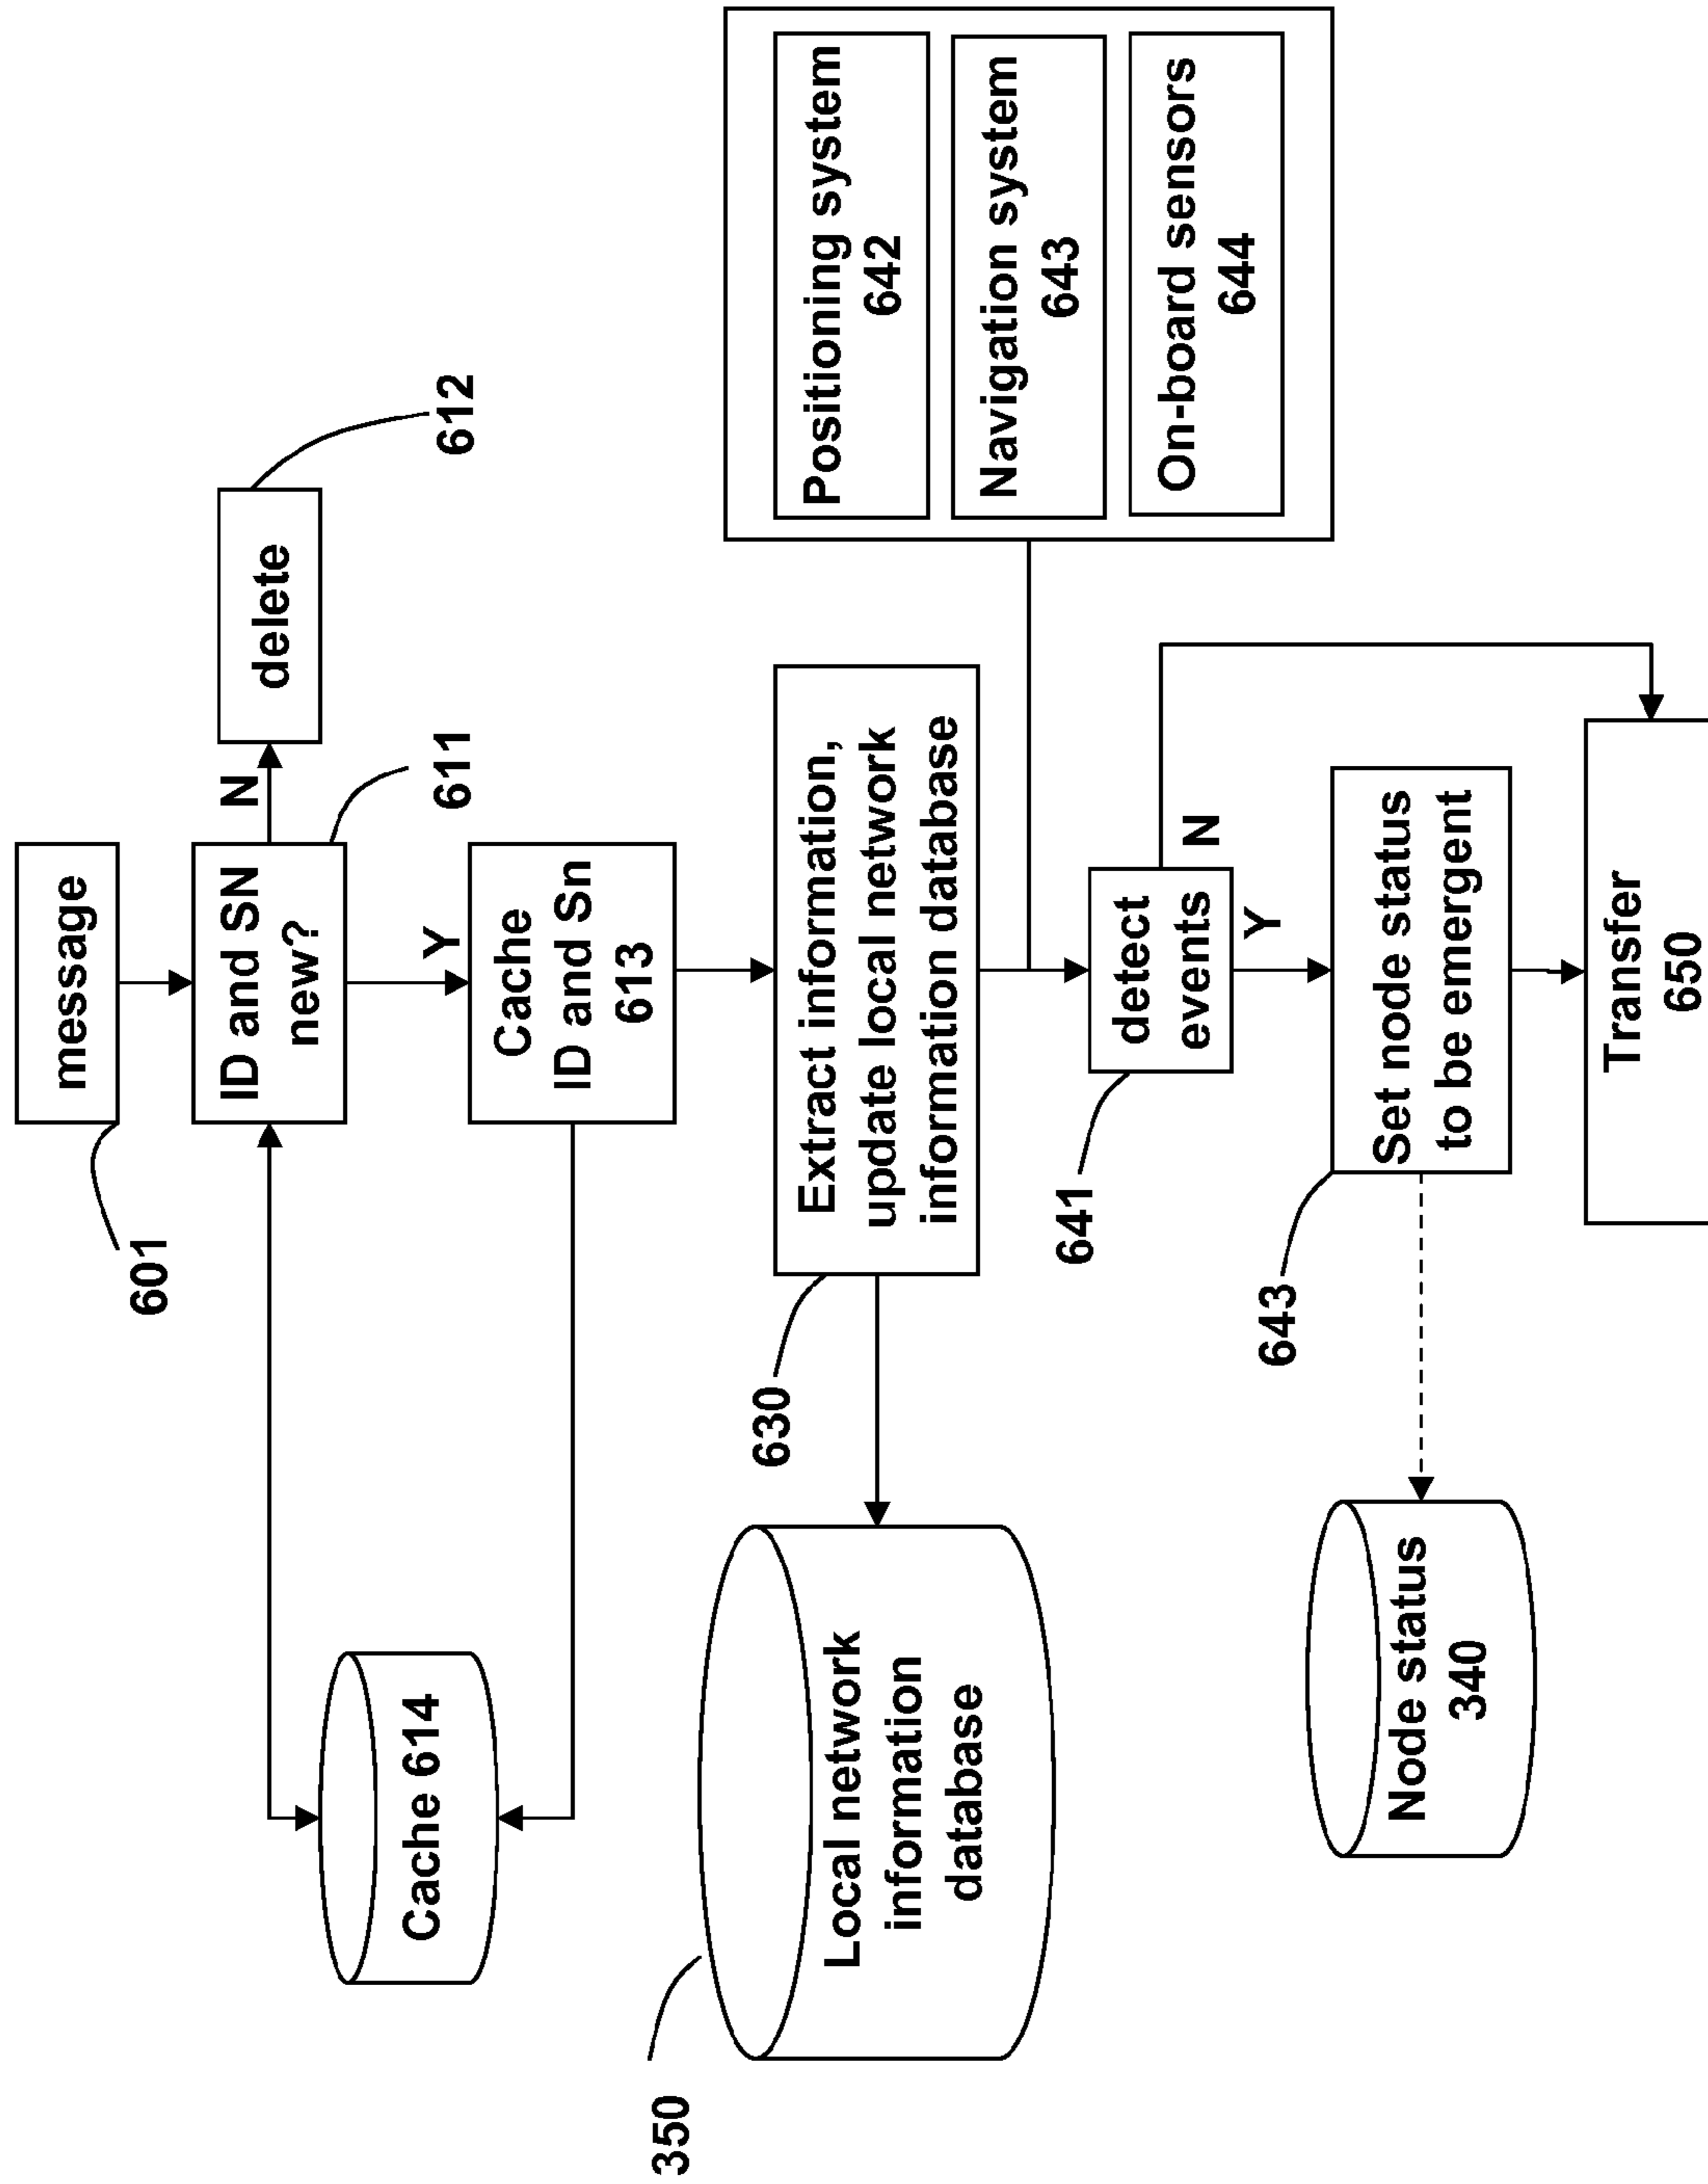 message
601
ID and SN
new?
611
N
delete
612
Y
Cache
ID and Sn
613
Cache 614
Extract information,
update local network
information database
630
350
Local network
information
database
Positioning system
642
Navigation system
643
On-board sensors
644
detect
events
641
N
Y
Set node status
to be emergent
643
Node status
340
Transfer
650